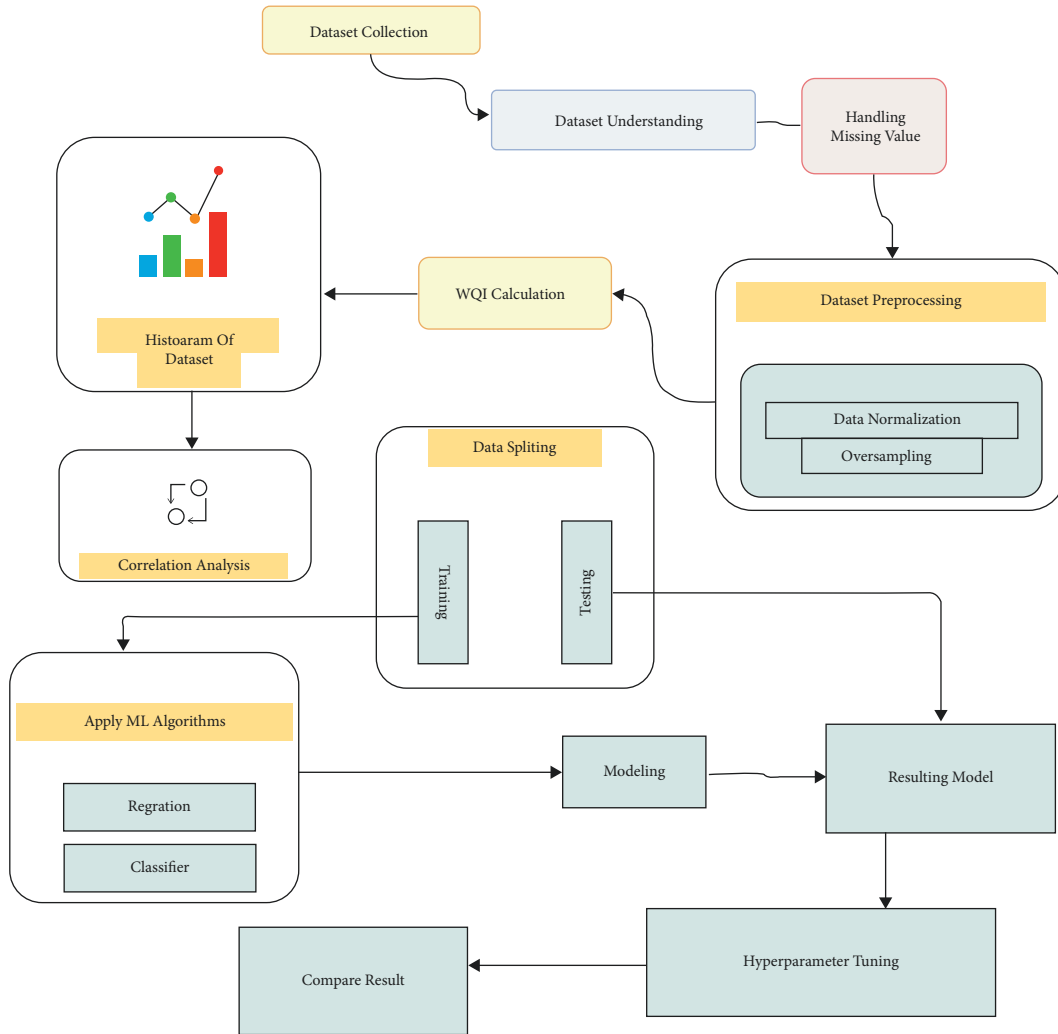 Dataset Collection
Dataset Understanding
Handling
Missing Value
Dataset Preprocessing
Data Normalization
Oversampling
WQI Calculation
Histoaram Of
Dataset
Correlation Analysis
Data Spliting
Training
Testing
Apply ML Algorithms
Regration
Classifier
Modeling
Resulting Model
Hyperparameter Tuning
Compare Result